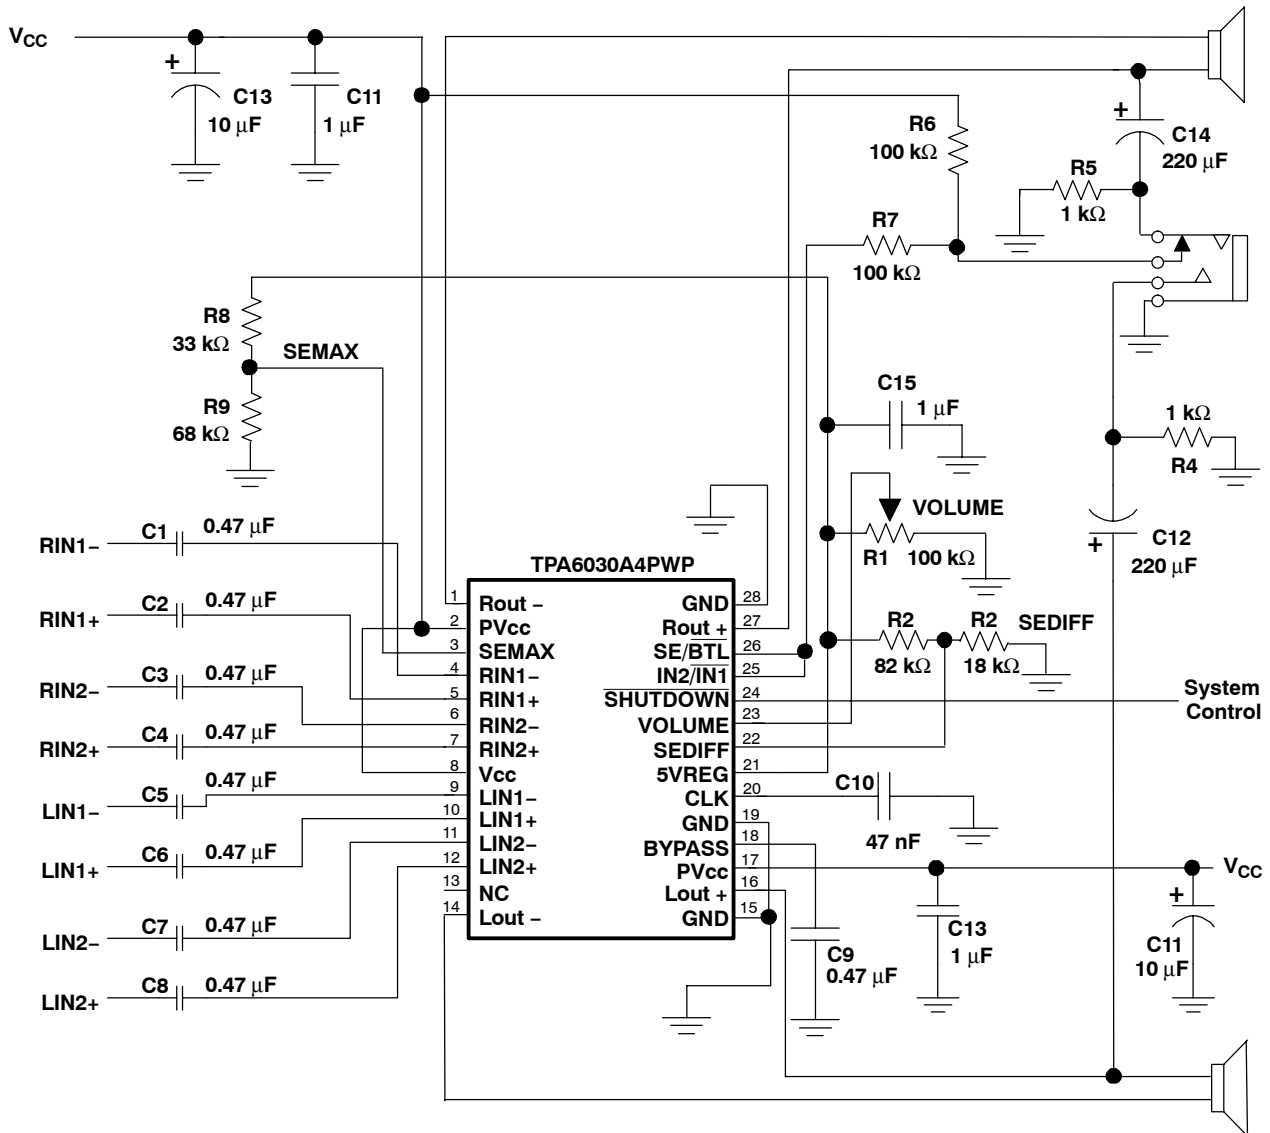 VCC
+
C13
10 µF
C11
1 µF
R6
100 kΩ
+
C14
220 µF
R5
1 kΩ
R7
100 kΩ
R8
33 kΩ
SEMAX
R9
68 kΩ
C15
1 µF
1 kΩ
R4
VOLUME
R1
100 kΩ
C12
+
220 µF
RIN1−
C1
0.47 µF
RIN1+
C2
0.47 µF
RIN2−
C3
0.47 µF
RIN2+
C4
0.47 µF
LIN1−
C5
0.47 µF
LIN1+
C6
0.47 µF
LIN2−
C7
0.47 µF
LIN2+
C8
0.47 µF
TPA6030A4PWP
1 Rout −
2 PVcc
3 SEMAX
4 RIN1−
5 RIN1+
6 RIN2−
7 RIN2+
8 Vcc
9 LIN1−
10 LIN1+
11 LIN2−
12 LIN2+
13 NC
14 Lout −
GND 28
Rout + 27
SE/BTL 26
IN2/IN1 25
SHUTDOWN 24
VOLUME 23
SEDIFF 22
5VREG 21
CLK 20
GND 19
BYPASS 18
PVcc 17
Lout + 16
GND 15
R2
82 kΩ
R2
18 kΩ
SEDIFF
System
Control
C10
47 nF
VCC
C9
0.47 µF
C13
1 µF
+
C11
10 µF